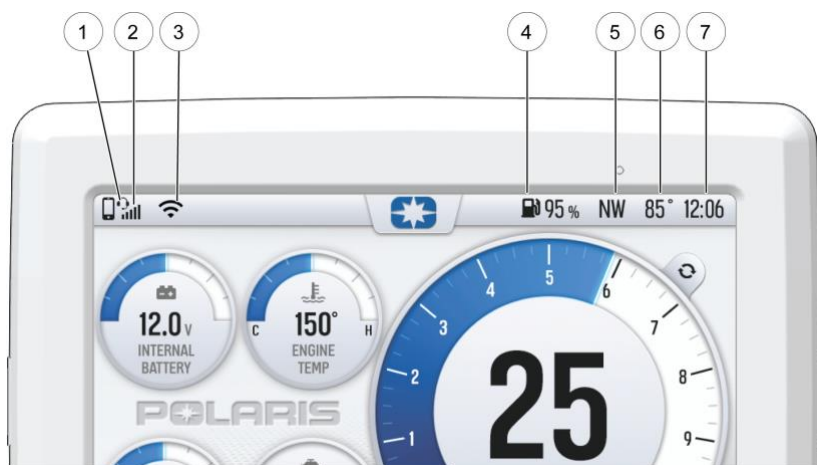 1 2 3 4 5 6 7
95 % NW 85° 12:06
12.0 V
INTERNAL
BATTERY
C 150° H
ENGINE
TEMP
POLARIS
1 2 3 4 5 6 7 8 9
25